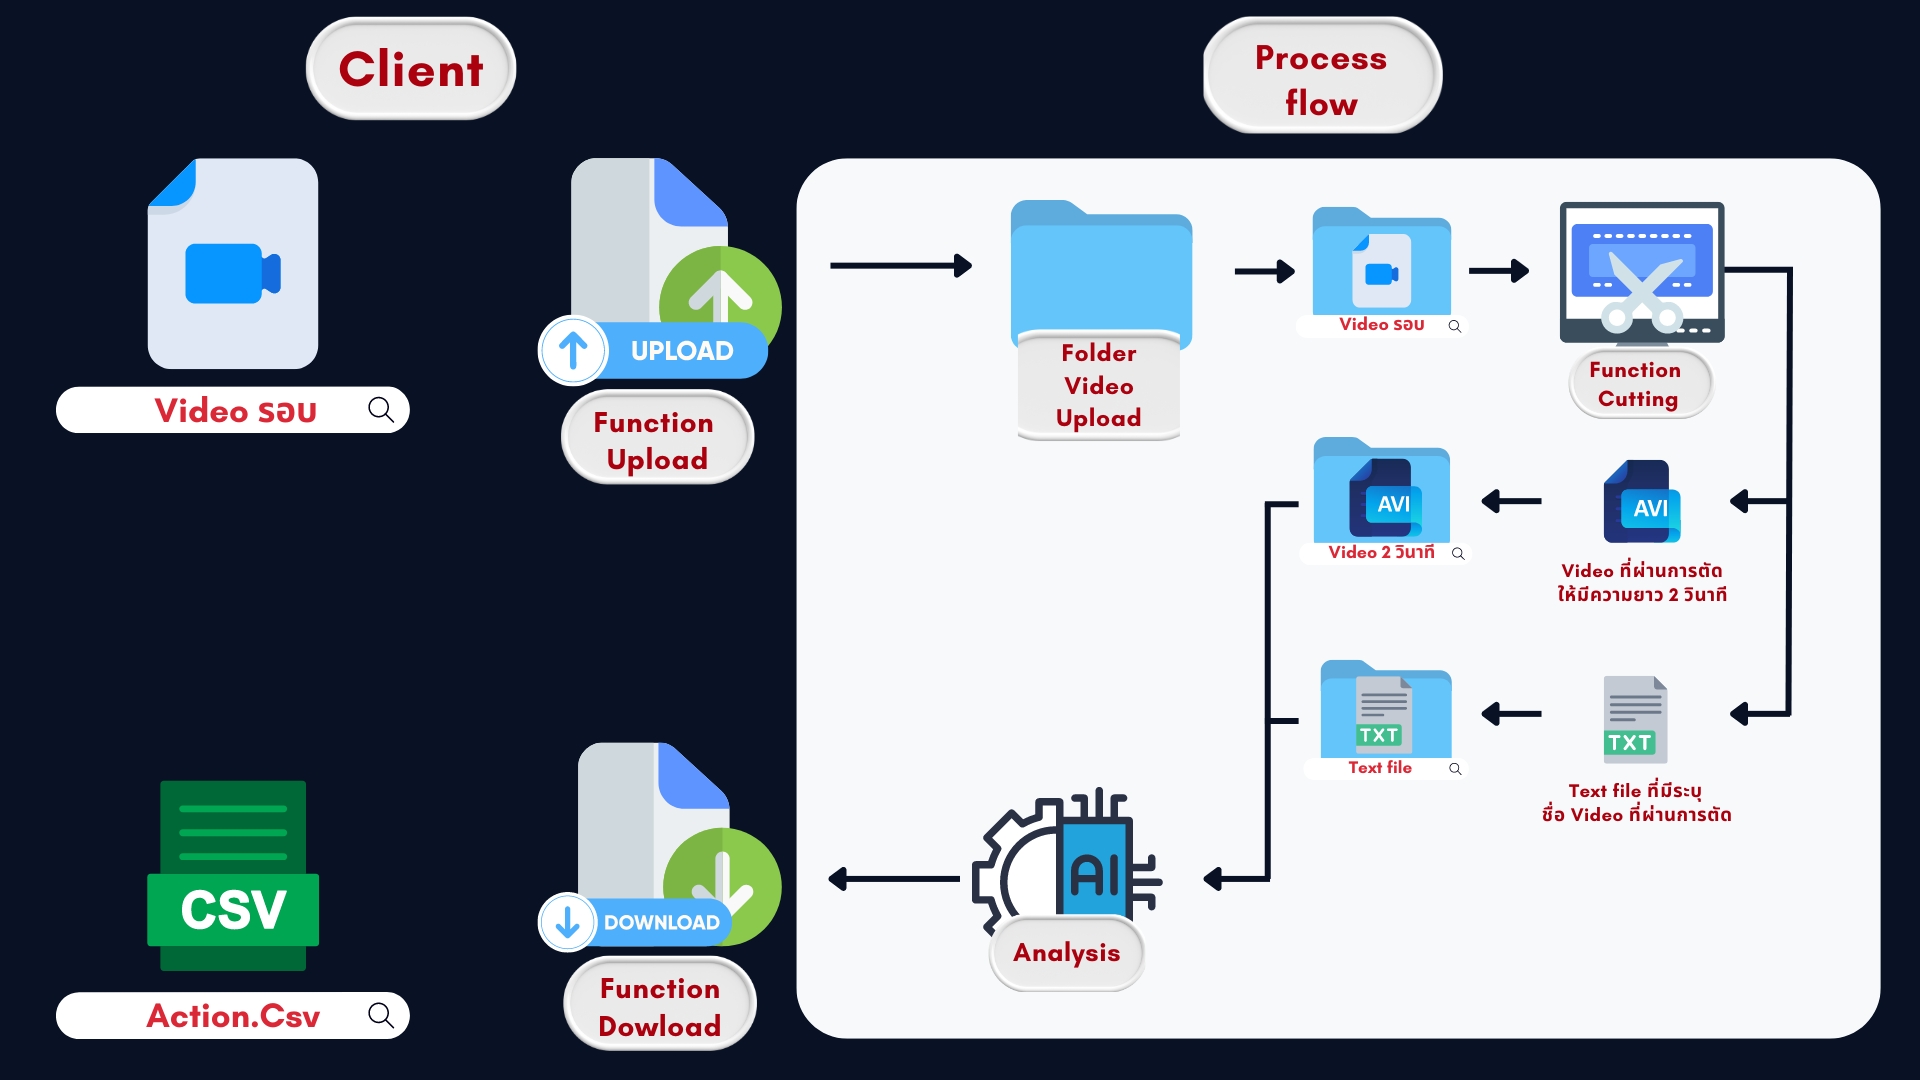 Client
Process
flow
Video รอบ
UPLOAD
Function
Upload
Folder
Video
Upload
Video รอบ
Function
Cutting
AVI
Video 2 วินาที
AVI
Video ที่ผ่านการตัด
ให้มีความยาว 2 วินาที
TXT
Text file
TXT
Text file ที่มีระบุ
ชื่อ Video ที่ผ่านการตัด
AI
Analysis
DOWNLOAD
Function
Dowload
CSV
Action.Csv